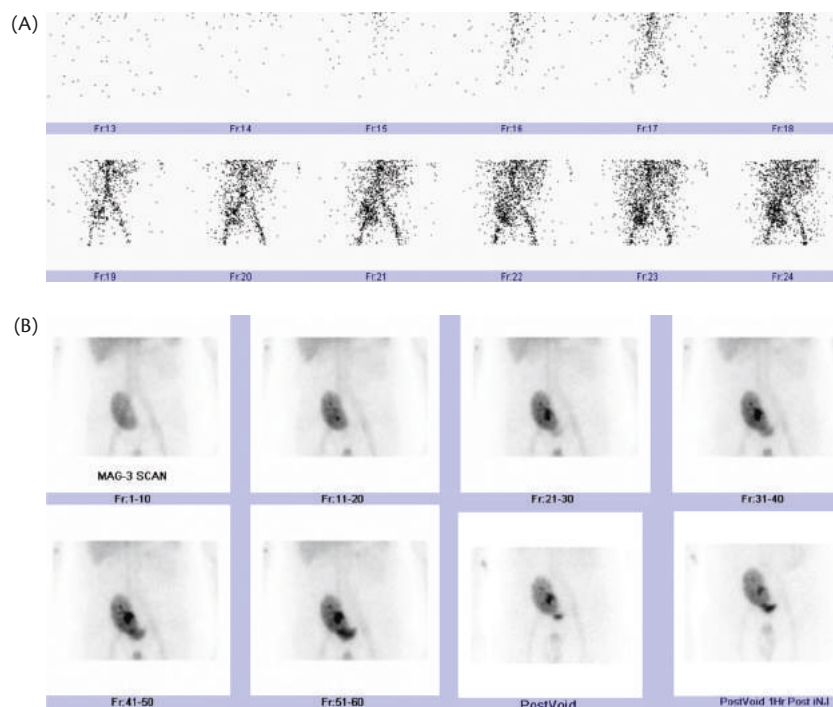 (A)
Fr:13 Fr:14 Fr:15 Fr:16 Fr:17 Fr:18
Fr:19 Fr:20 Fr:21 Fr:22 Fr:23 Fr:24
(B)
MAG-3 SCAN
Fr:1-10 Fr:11-20 Fr:21-30 Fr:31-40
Fr:41-50 Fr:51-60 PostVoid PostVoid 1Hr Post iNJ